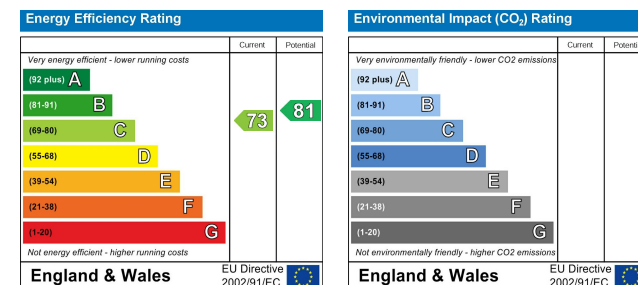 Energy Efficiency Rating
Current Potential
Very energy efficient - lower running costs
(92 plus) A
(81-91) B
(69-80) C
(55-68) D
(39-54) E
(21-38) F
(1-20) G
73
81
Not energy efficient - higher running costs
England & Wales
EU Directive
2002/91/EC
Environmental Impact (CO2) Rating
Current Potenti
Very environmentally friendly - lower CO2 emissions
(92 plus) A
(81-91) B
(69-80) C
(55-68) D
(39-54) E
(21-38) F
(1-20) G
Not environmentally friendly - higher CO2 emissions
England & Wales
EU Directive
2002/91/EC